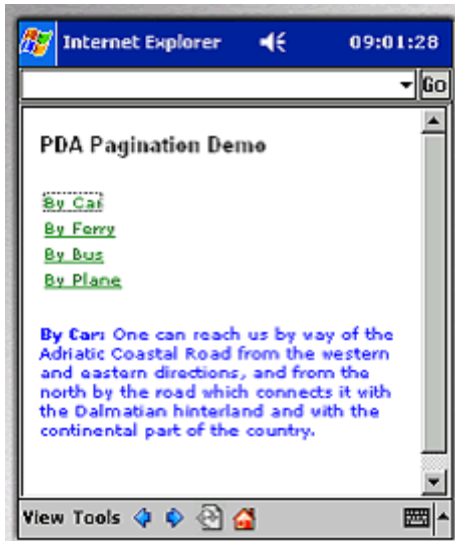 Internet Explorer 09:01:28
Go
PDA Pagination Demo
By Car
By Ferry
By Bus
By Plane
By Car: One can reach us by way of the
Adriatic Coastal Road from the western
and eastern directions, and from the
north by the road which connects it with
the Dalmatian hinterland and with the
continental part of the country.
View Tools